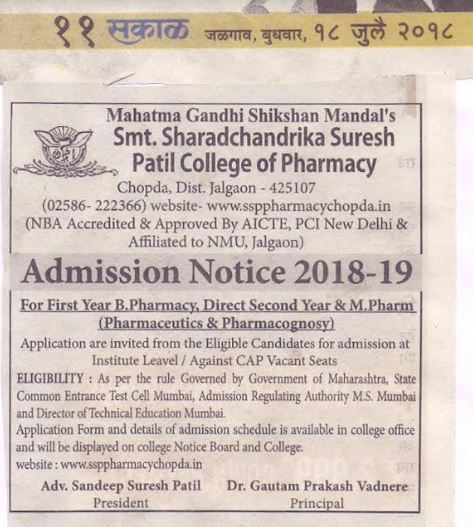 ११ सकाळ जळगाव, बुधवार, १८ जुलै २०१८
Mahatma Gandhi Shikshan Mandal's
Smt. Sharadchandrika Suresh
Patil College of Pharmacy
Chopda, Dist. Jalgaon - 425107
(02586- 222366) website- www.ssppharmacychopda.in
(NBA Accredited & Approved By AICTE, PCI New Delhi &
Affiliated to NMU, Jalgaon)
Admission Notice 2018-19
For First Year B.Pharmacy, Direct Second Year & M.Pharm
(Pharmaceutics & Pharmacognosy)
Application are invited from the Eligible Candidates for admission at
Institute Leavel / Against CAP Vacant Seats
ELIGIBILITY : As per the rule Governed by Government of Maharashtra, State
Common Entrance Test Cell Mumbai, Admission Regulating Authority M.S. Mumbai
and Director of Technical Education Mumbai.
Application Form and details of admission schedule is available in college office
and will be displayed on college Notice Board and College.
website : www.ssppharmacychopda.in
Adv. Sandeep Suresh Patil Dr. Gautam Prakash Vadnere
President Principal